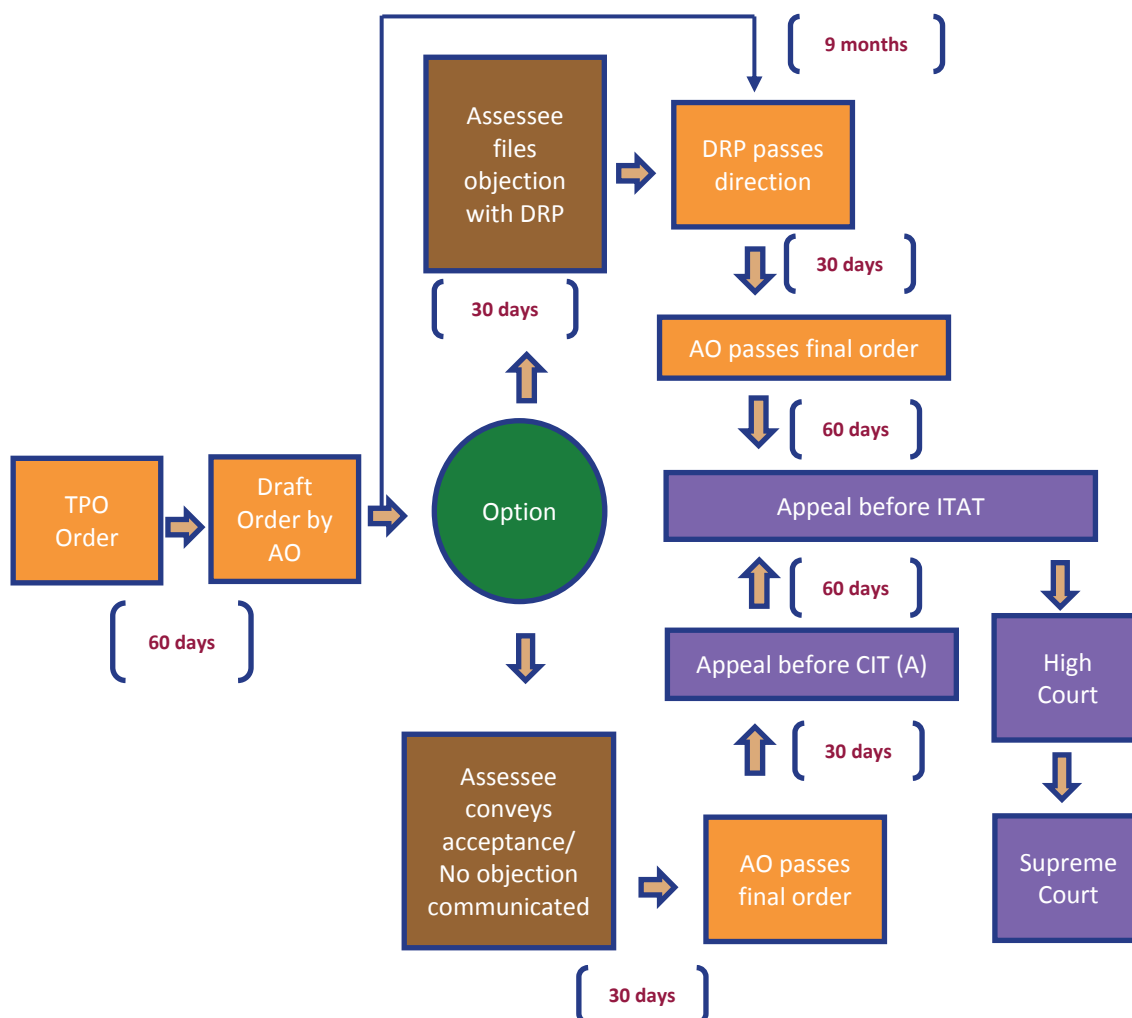 9 months
Assessee
files
objection
with DRP
DRP passes
direction
30 days
30 days
AO passes final order
60 days
TPO
Order
Draft
Order by
AO
Option
Appeal before ITAT
60 days
60 days
Appeal before CIT (A)
High
Court
30 days
Assessee
conveys
acceptance/
No objection
communicated
AO passes
final order
Supreme
Court
30 days